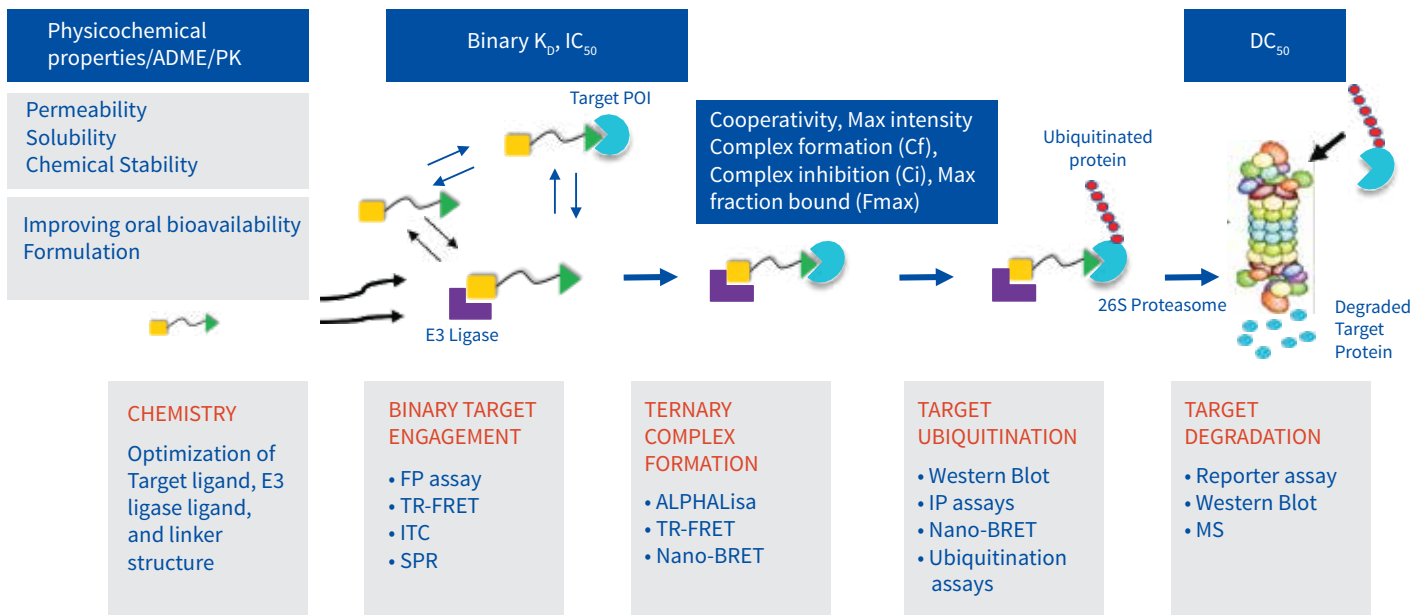 Physicochemical
properties/ADME/PK
Permeability
Solubility
Chemical Stability
Improving oral bioavailability
Formulation
Binary K_D, IC_50
Target POI
E3 Ligase
Cooperativity, Max intensity
Complex formation (Cf),
Complex inhibition (Ci), Max
fraction bound (Fmax)
Ubiquitinated
protein
DC_50
26S Proteasome
Degraded
Target
Protein
CHEMISTRY
Optimization of
Target ligand, E3
ligase ligand,
and linker
structure
BINARY TARGET
ENGAGEMENT
• FP assay
• TR-FRET
• ITC
• SPR
TERNARY
COMPLEX
FORMATION
• ALPHALisa
• TR-FRET
• Nano-BRET
TARGET
UBIQUITINATION
• Western Blot
• IP assays
• Nano-BRET
• Ubiquitination
assays
TARGET
DEGRADATION
• Reporter assay
• Western Blot
• MS